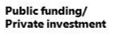 Public funding/
Private investment